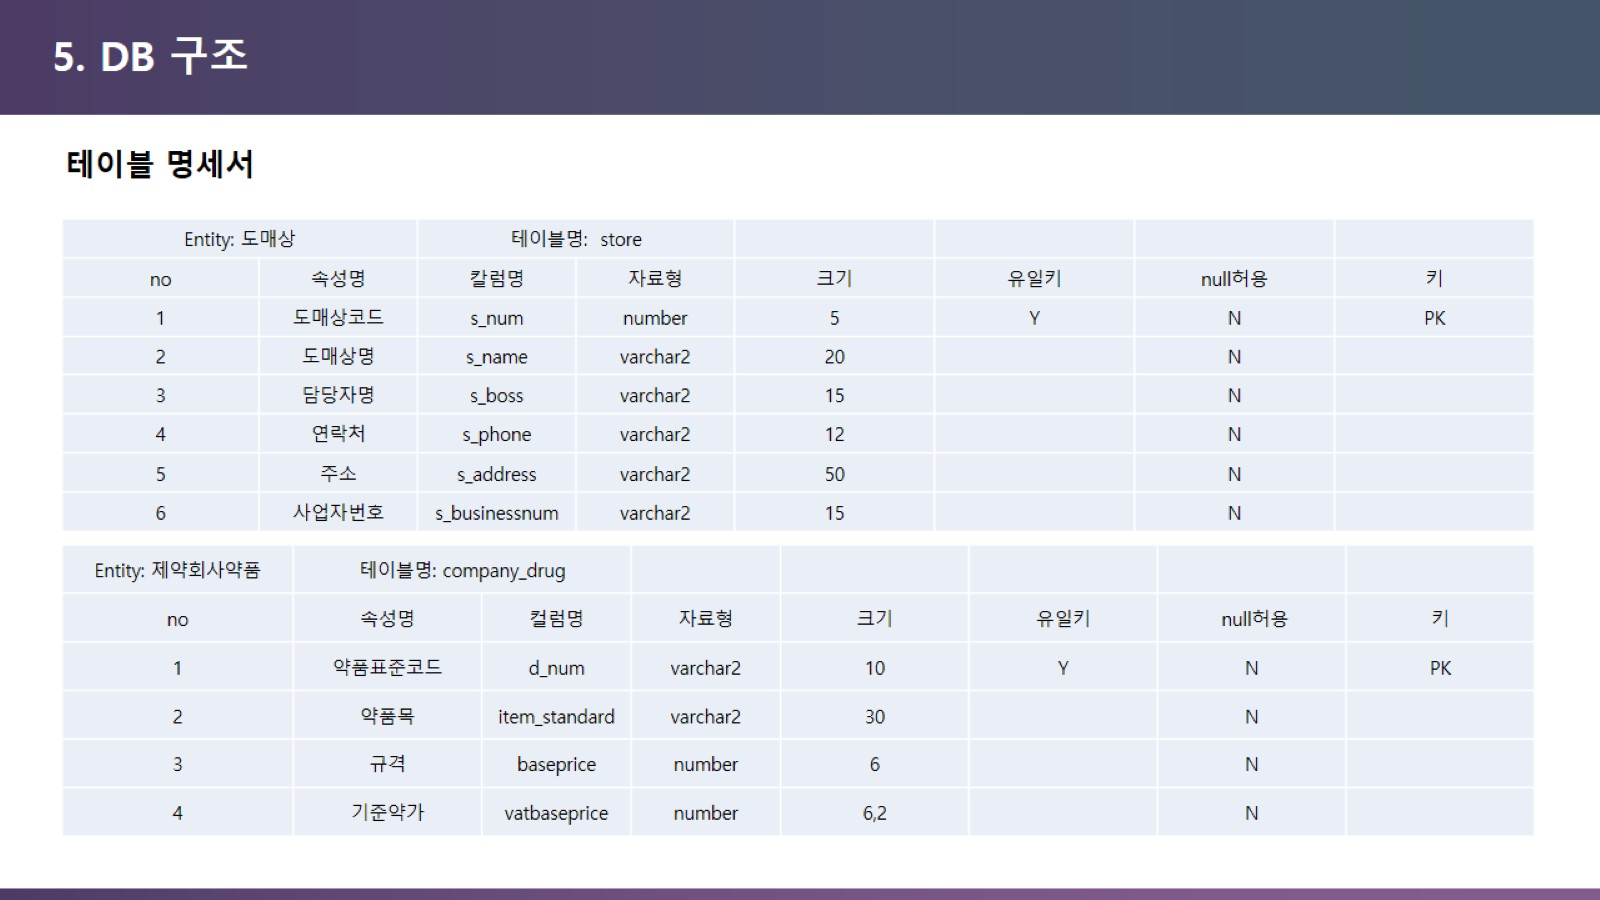 5. DB 구조
테이블 명세서
Entity: 도매상 테이블명: store
no 속성명 칼럼명 자료형 크기 유일키 null허용 키
1 도매상코드 s_num number 5 Y N PK
2 도매상명 s_name varchar2 20 N
3 담당자명 s_boss varchar2 15 N
4 연락처 s_phone varchar2 12 N
5 주소 s_address varchar2 50 N
6 사업자번호 s_businessnum varchar2 15 N
Entity: 제약회사약품 테이블명: company_drug
no 속성명 컬럼명 자료형 크기 유일키 null허용 키
1 약품표준코드 d_num varchar2 10 Y N PK
2 약품목 item_standard varchar2 30 N
3 규격 baseprice number 6 N
4 기준약가 vatbaseprice number 6,2 N